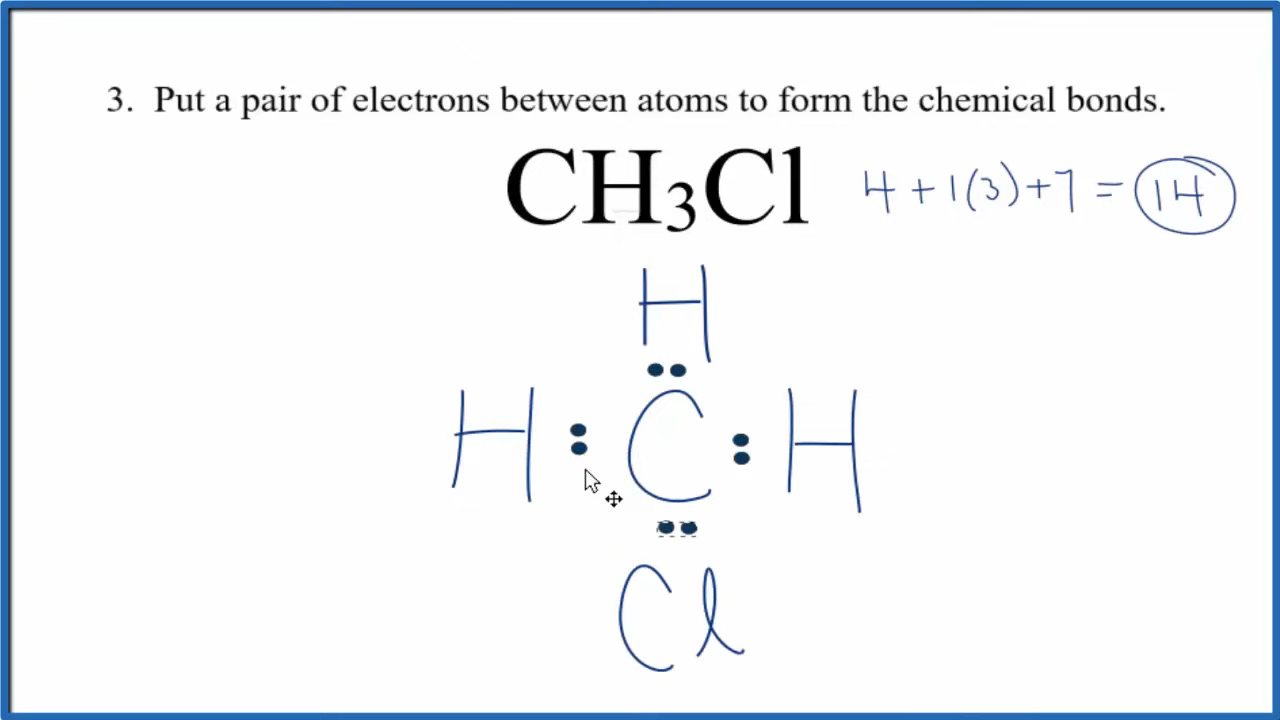 3. Put a pair of electrons between atoms to form the chemical bonds.
CH₃Cl
4 + 1(3) + 7 = 14
H
H : C : H
Cl